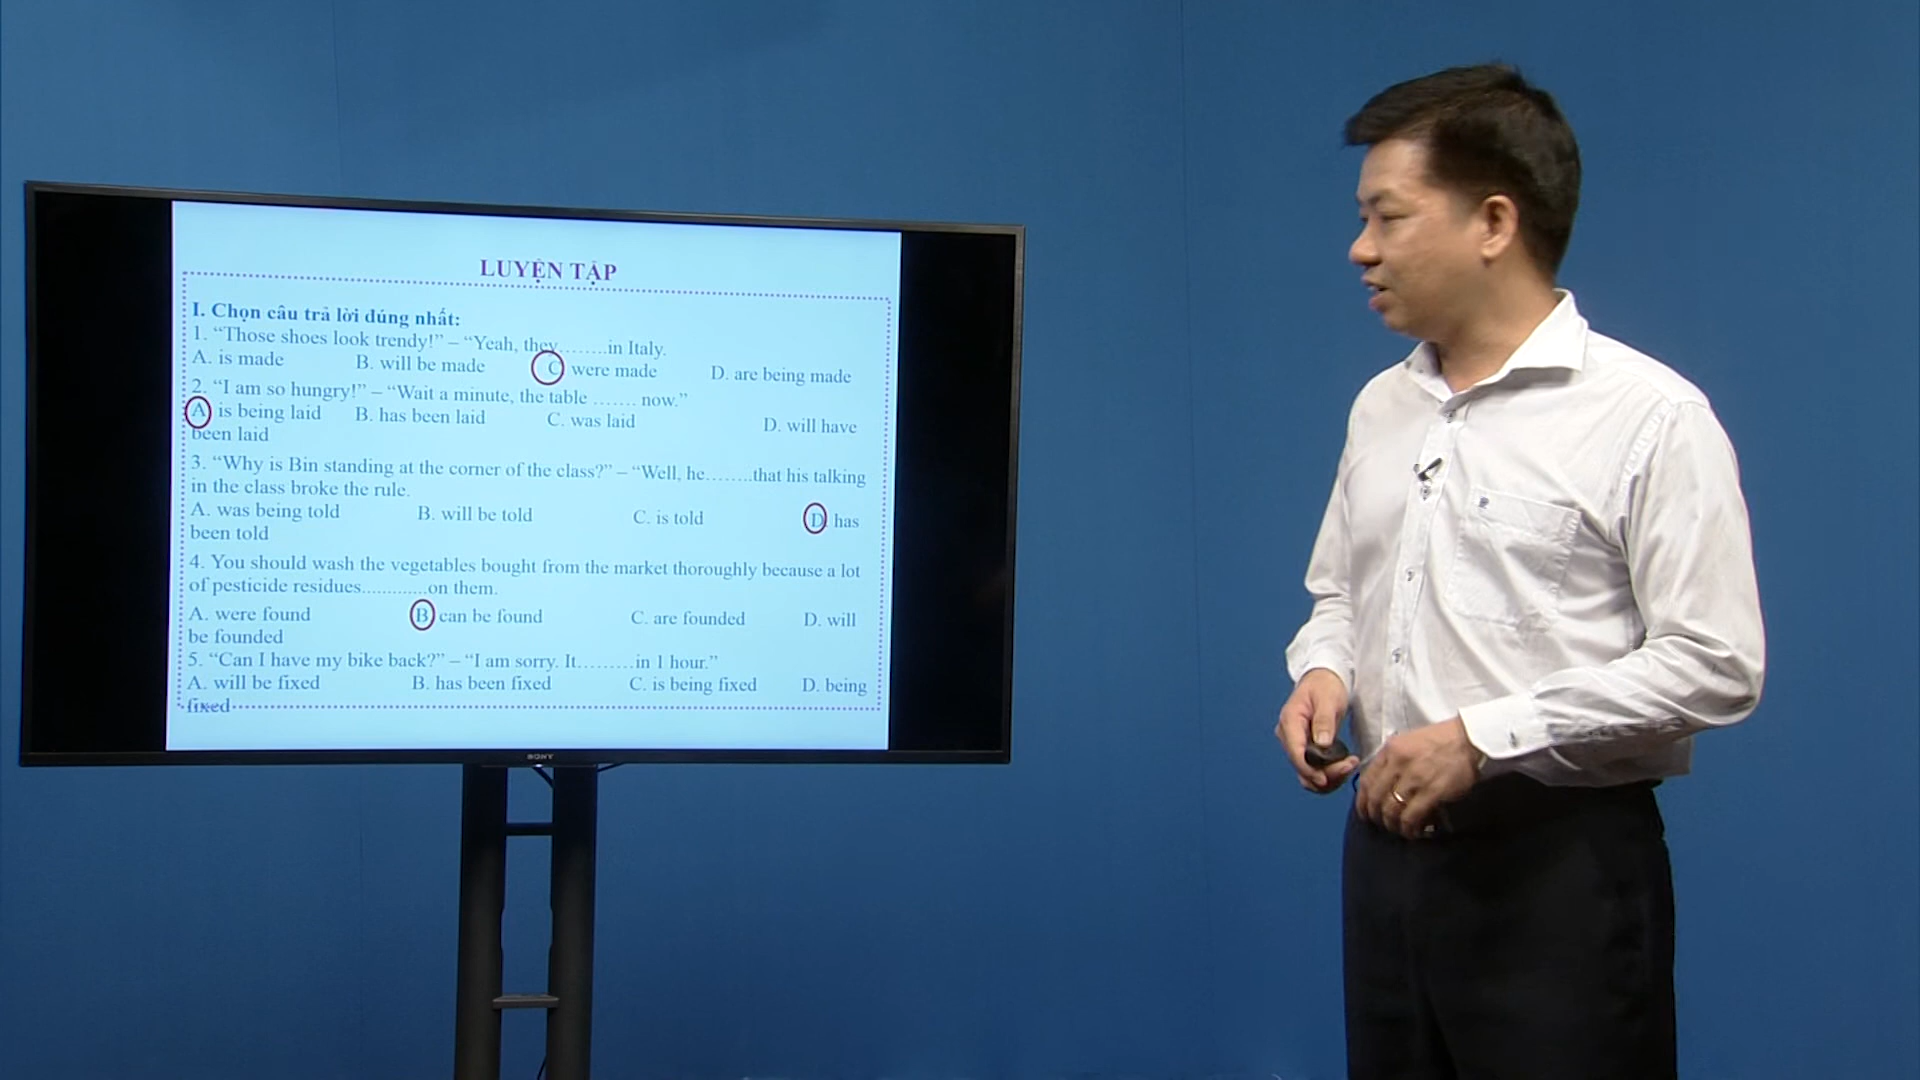 LUYỆN TẬP
I. Chọn câu trả lời đúng nhất:
1. “Those shoes look trendy!” – “Yeah, they........in Italy.
A. is made B. will be made C were made D. are being made
2. “I am so hungry!” – “Wait a minute, the table ....... now.”
A is being laid B. has been laid C. was laid D. will have
been laid
3. “Why is Bin standing at the corner of the class?” – “Well, he........that his talking
in the class broke the rule.
A. was being told B. will be told C. is told D has
been told
4. You should wash the vegetables bought from the market thoroughly because a lot
of pesticide residues.............on them.
A. were found B can be found C. are founded D. will
be founded
5. “Can I have my bike back?” – “I am sorry. It.........in 1 hour.”
A. will be fixed B. has been fixed C. is being fixed D. being
fixed
SONY